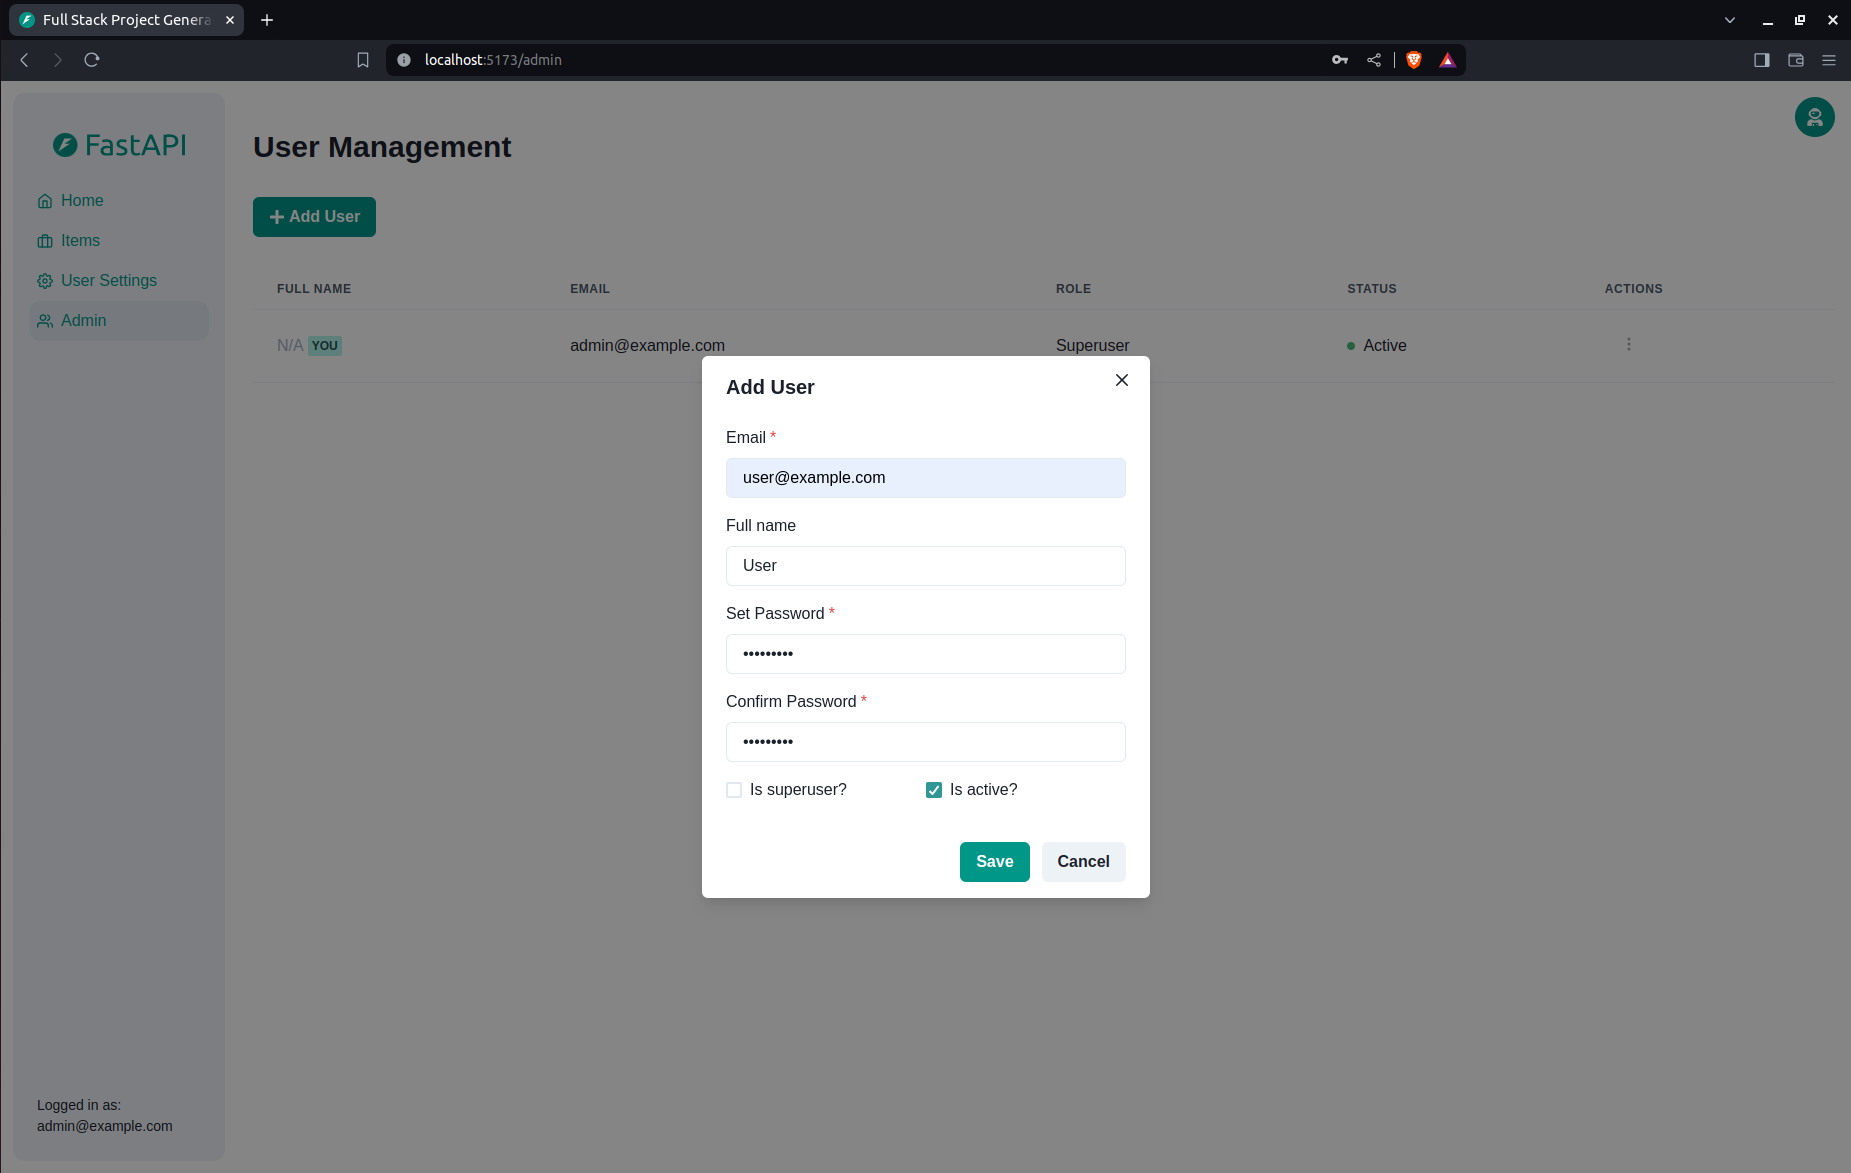 Full Stack Project Genera
localhost:5173/admin
FastAPI
Home
Items
User Settings
Admin
Logged in as:
admin@example.com
User Management
Add User
FULL NAME EMAIL ROLE STATUS ACTIONS
N/A YOU admin@example.com Superuser Active
Add User
Email *
user@example.com
Full name
User
Set Password *
•••••••••
Confirm Password *
•••••••••
Is superuser? Is active?
Save Cancel